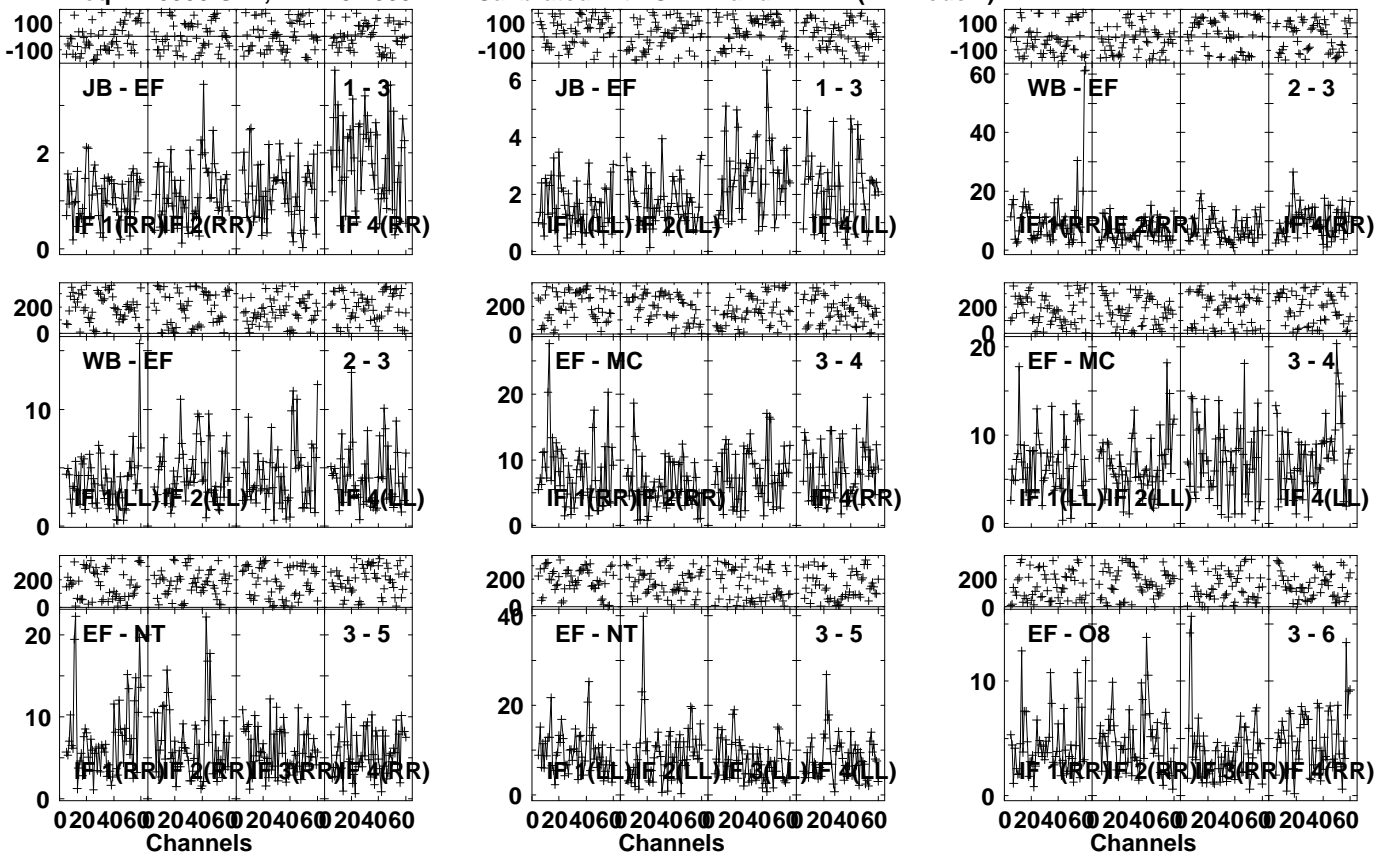 100 100 100
-100 -100 -100
JB - EF 1 - 3 JB - EF 1 - 3 WB - EF 2 - 3
2 6 60
0 4 40
2 20
0 0
IF 1(RR) IF 2(RR) IF 4(RR) IF 1(LL) IF 2(LL) IF 4(LL) IF 1(RR) IF 2(RR) IF 4(RR)
200 200 200
0 0 0
WB - EF 2 - 3 EF - MC 3 - 4 EF - MC 3 - 4
10 20 20
0 10 10
0 0
IF 1(LL) IF 2(LL) IF 4(LL) IF 1(RR) IF 2(RR) IF 4(RR) IF 1(LL) IF 2(LL) IF 4(LL)
200 200 200
0 0 0
EF - NT 3 - 5 EF - NT 3 - 5 EF - O8 3 - 6
20 40 10
10 20 0
0 0
IF 1(RR) IF 2(RR) IF 3(RR) IF 4(RR) IF 1(LL) IF 2(LL) IF 3(LL) IF 4(LL) IF 1(RR) IF 2(RR) IF 3(RR) IF 4(RR)
0 20 40 60 0 20 40 60 0 20 40 60 0 20 40 60 0 20 40 60 0 20 40 60 0 20 40 60 0 20 40 60 0 20 40 60 0 20 40 60 0 20 40 60 0 20 40 60
Channels Channels Channels